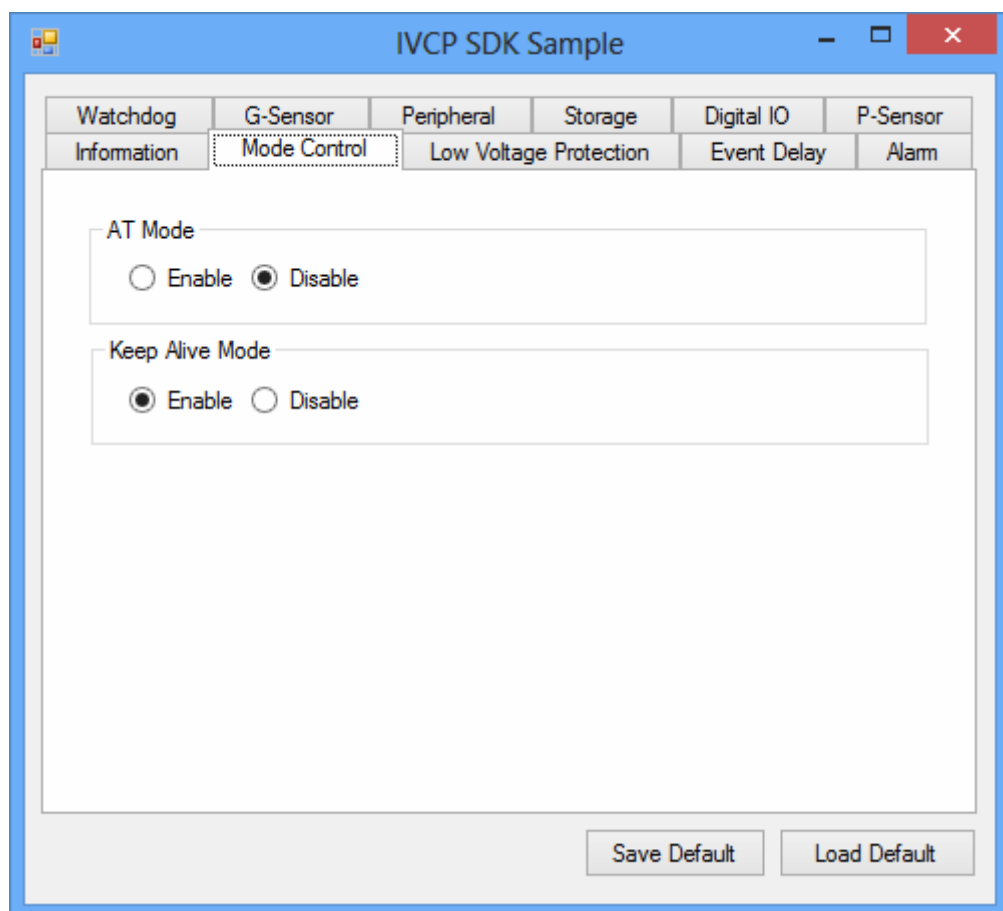 IVCP SDK Sample
Watchdog G-Sensor Peripheral Storage Digital IO P-Sensor
Information Mode Control Low Voltage Protection Event Delay Alarm
AT Mode
Enable Disable
Keep Alive Mode
Enable Disable
Save Default Load Default